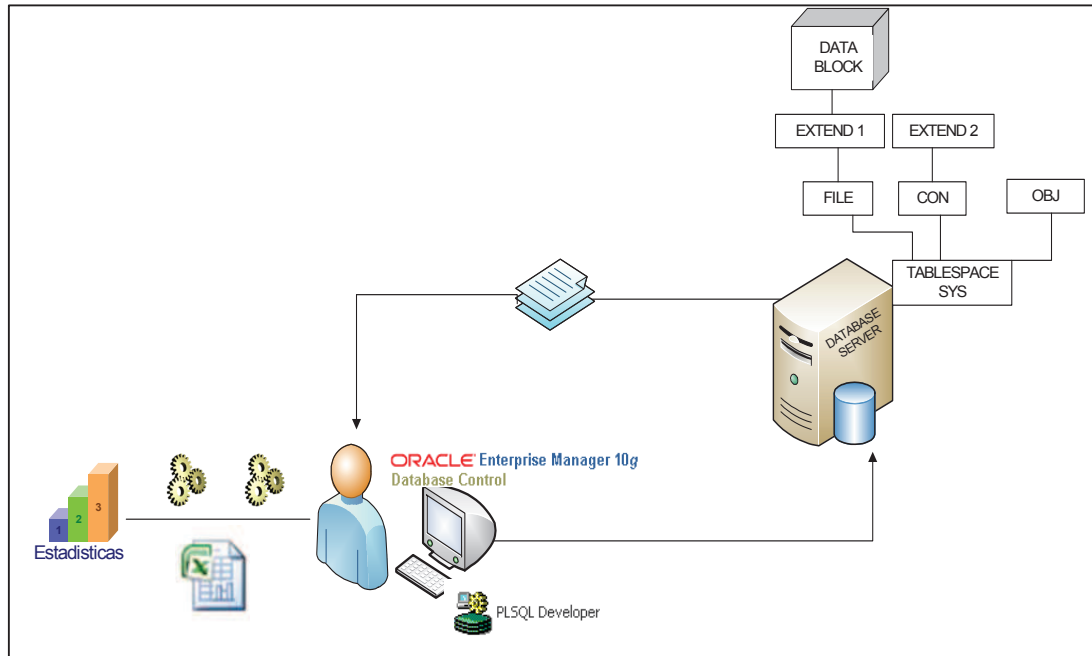 DATA
BLOCK
EXTEND 1
EXTEND 2
FILE
CON
OBJ
TABLESPACE
SYS
DATABASE
SERVER
ORACLE Enterprise Manager 10g
Database Control
1
2
3
Estadisticas
X
PLSQL Developer